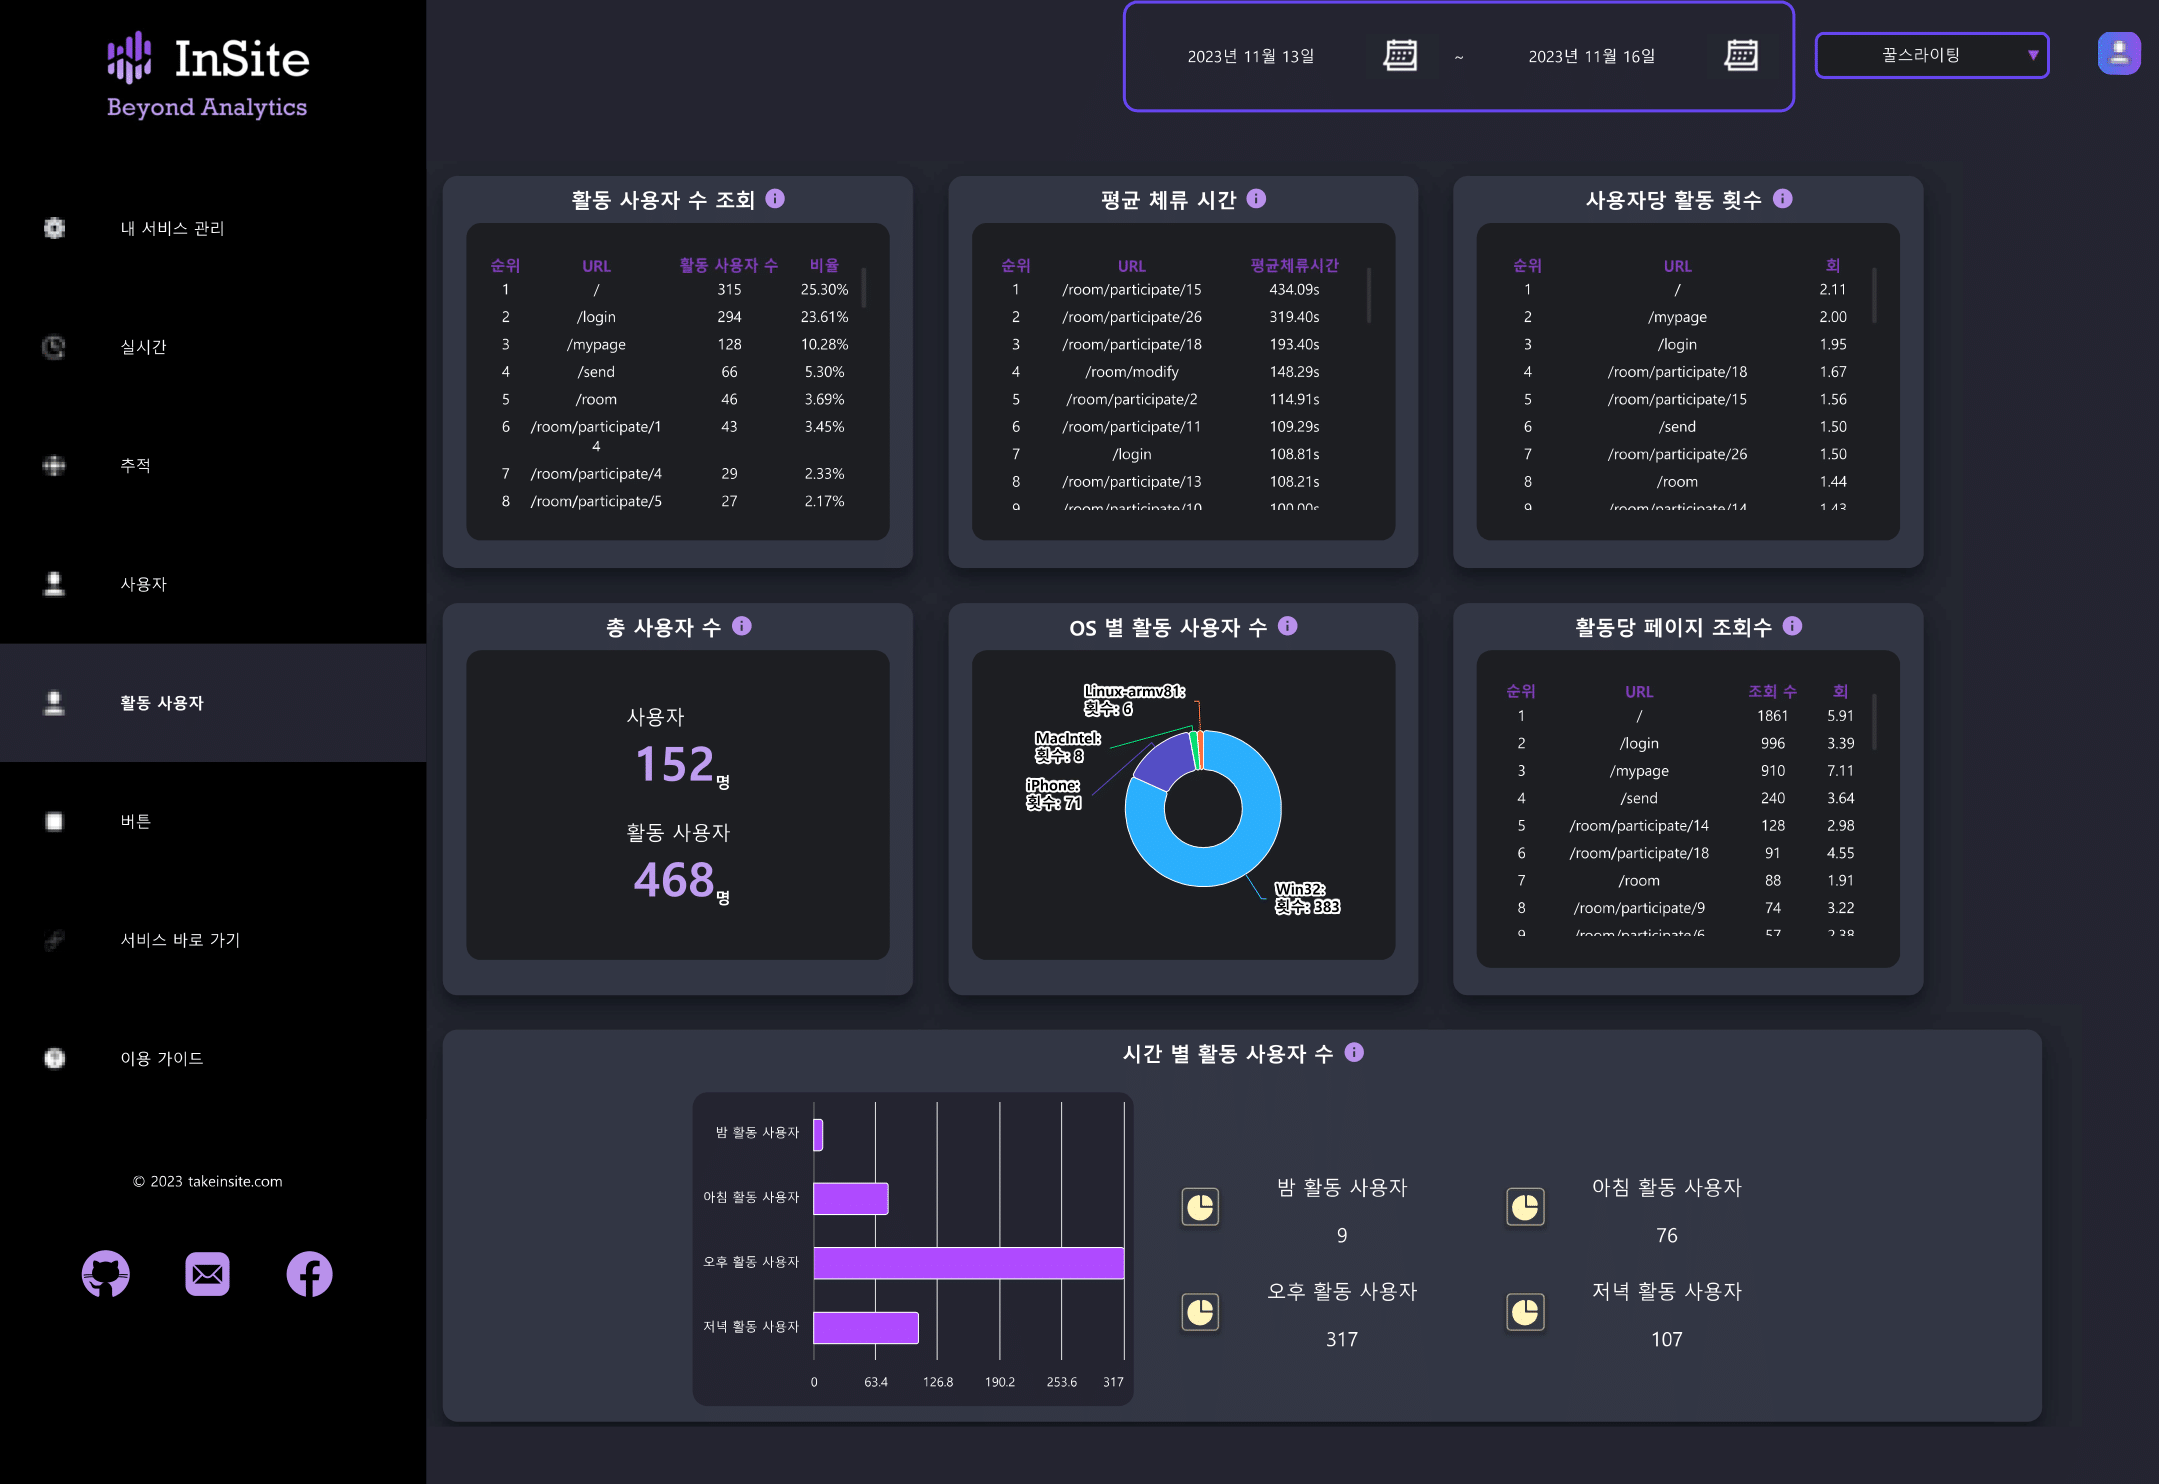 InSite
Beyond Analytics
내 서비스 관리
실시간
추적
사용자
활동 사용자
버튼
서비스 바로 가기
이용 가이드
© 2023 takeinsite.com
2023년 11월 13일 ~ 2023년 11월 16일
꿀스라이팅 ▼
활동 사용자 수 조회
순위 URL 활동 사용자 수 비율
1 / 315 25.30%
2 /login 294 23.61%
3 /mypage 128 10.28%
4 /send 66 5.30%
5 /room 46 3.69%
6 /room/participate/1 43 3.45%
4
7 /room/participate/4 29 2.33%
8 /room/participate/5 27 2.17%
평균 체류 시간
순위 URL 평균체류시간
1 /room/participate/15 434.09s
2 /room/participate/26 319.40s
3 /room/participate/18 193.40s
4 /room/modify 148.29s
5 /room/participate/2 114.91s
6 /room/participate/11 109.29s
7 /login 108.81s
8 /room/participate/13 108.21s
9 /room/participate/10 100.00s
사용자당 활동 횟수
순위 URL 회
1 / 2.11
2 /mypage 2.00
3 /login 1.95
4 /room/participate/18 1.67
5 /room/participate/15 1.56
6 /send 1.50
7 /room/participate/26 1.50
8 /room 1.44
9 /room/participate/14 1.43
총 사용자 수
사용자
152명
활동 사용자
468명
OS 별 활동 사용자 수
Linux-armv81:
횟수: 6
MacIntel:
횟수: 8
iPhone:
횟수: 71
Win32:
횟수: 383
활동당 페이지 조회수
순위 URL 조회 수 회
1 / 1861 5.91
2 /login 996 3.39
3 /mypage 910 7.11
4 /send 240 3.64
5 /room/participate/14 128 2.98
6 /room/participate/18 91 4.55
7 /room 88 1.91
8 /room/participate/9 74 3.22
9 /room/participate/6 57 2.38
시간 별 활동 사용자 수
밤 활동 사용자
아침 활동 사용자
오후 활동 사용자
저녁 활동 사용자
0 63.4 126.8 190.2 253.6 317
밤 활동 사용자
9
아침 활동 사용자
76
오후 활동 사용자
317
저녁 활동 사용자
107